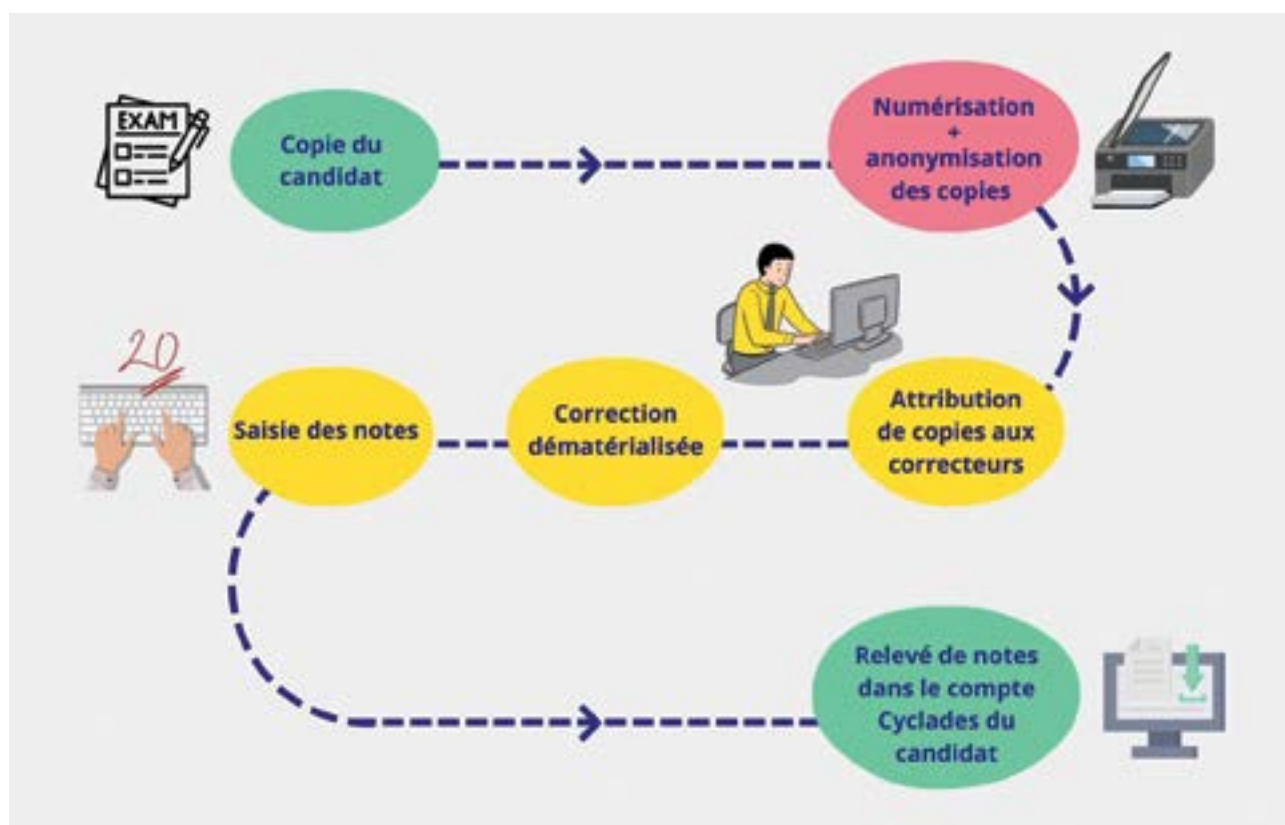 EXAM
Copie du
candidat
Numérisation
+
anonymisation
des copies
20
Saisie des notes
Correction
dématérialisée
Attribution
de copies aux
correcteurs
Relevé de notes
dans le compte
Cyclades du
candidat